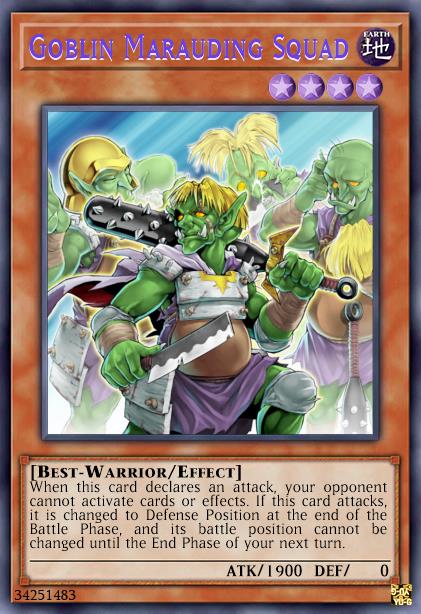 Goblin Marauding Squad
EARTH
地
[Best-Warrior/Effect]
When this card declares an attack, your opponent
cannot activate cards or effects. If this card attacks,
it is changed to Defense Position at the end of the
Battle Phase, and its battle position cannot be
changed until the End Phase of your next turn.
ATK/1900 DEF/ 0
34251483